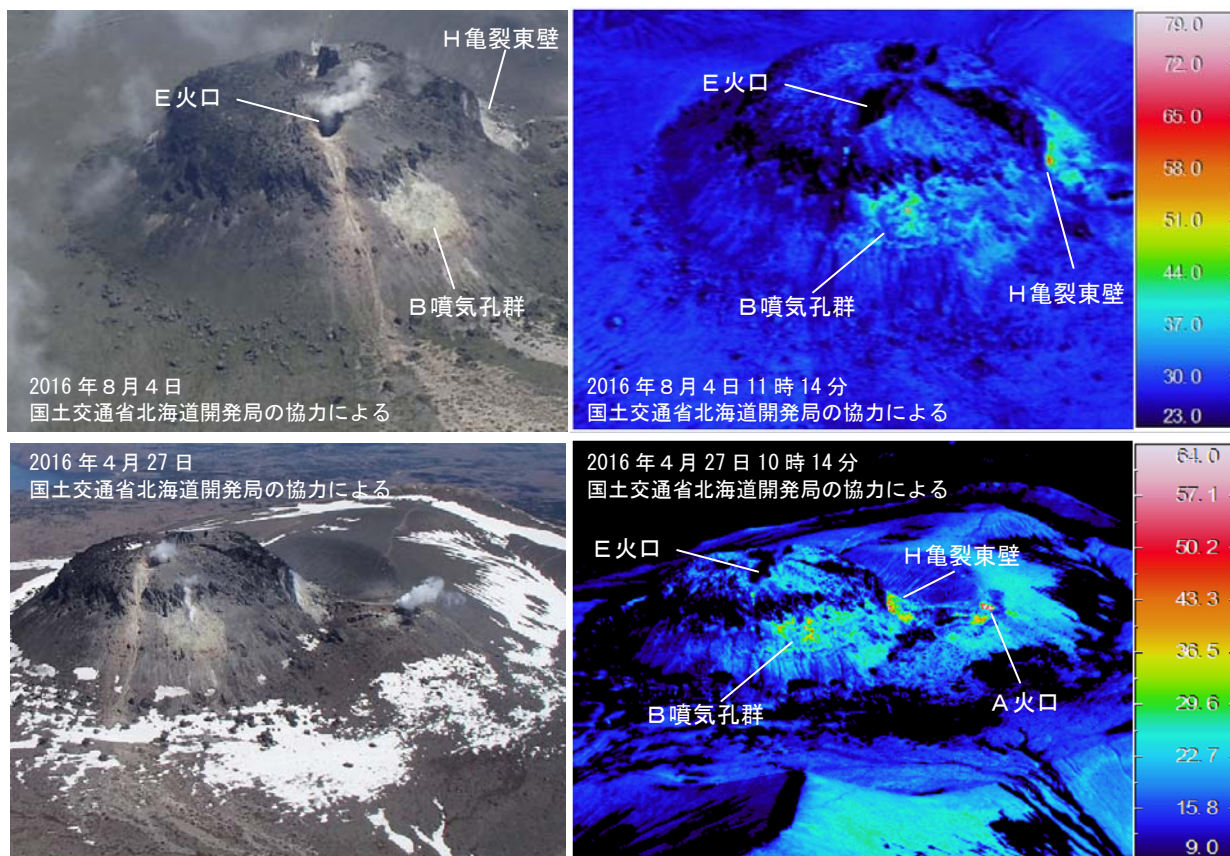 H亀裂東壁
E火口
B噴気孔群
2016年8月4日
国土交通省北海道開発局の協力による
E火口
B噴気孔群
H亀裂東壁
2016年8月4日 11時14分
国土交通省北海道開発局の協力による
79.0
72.0
65.0
58.0
51.0
44.0
37.0
30.0
23.0
2016年4月27日
国土交通省北海道開発局の協力による
2016年4月27日 10時14分
国土交通省北海道開発局の協力による
E火口
H亀裂東壁
B噴気孔群
A火口
64.0
57.1
50.2
43.3
36.5
29.6
22.7
15.8
9.0